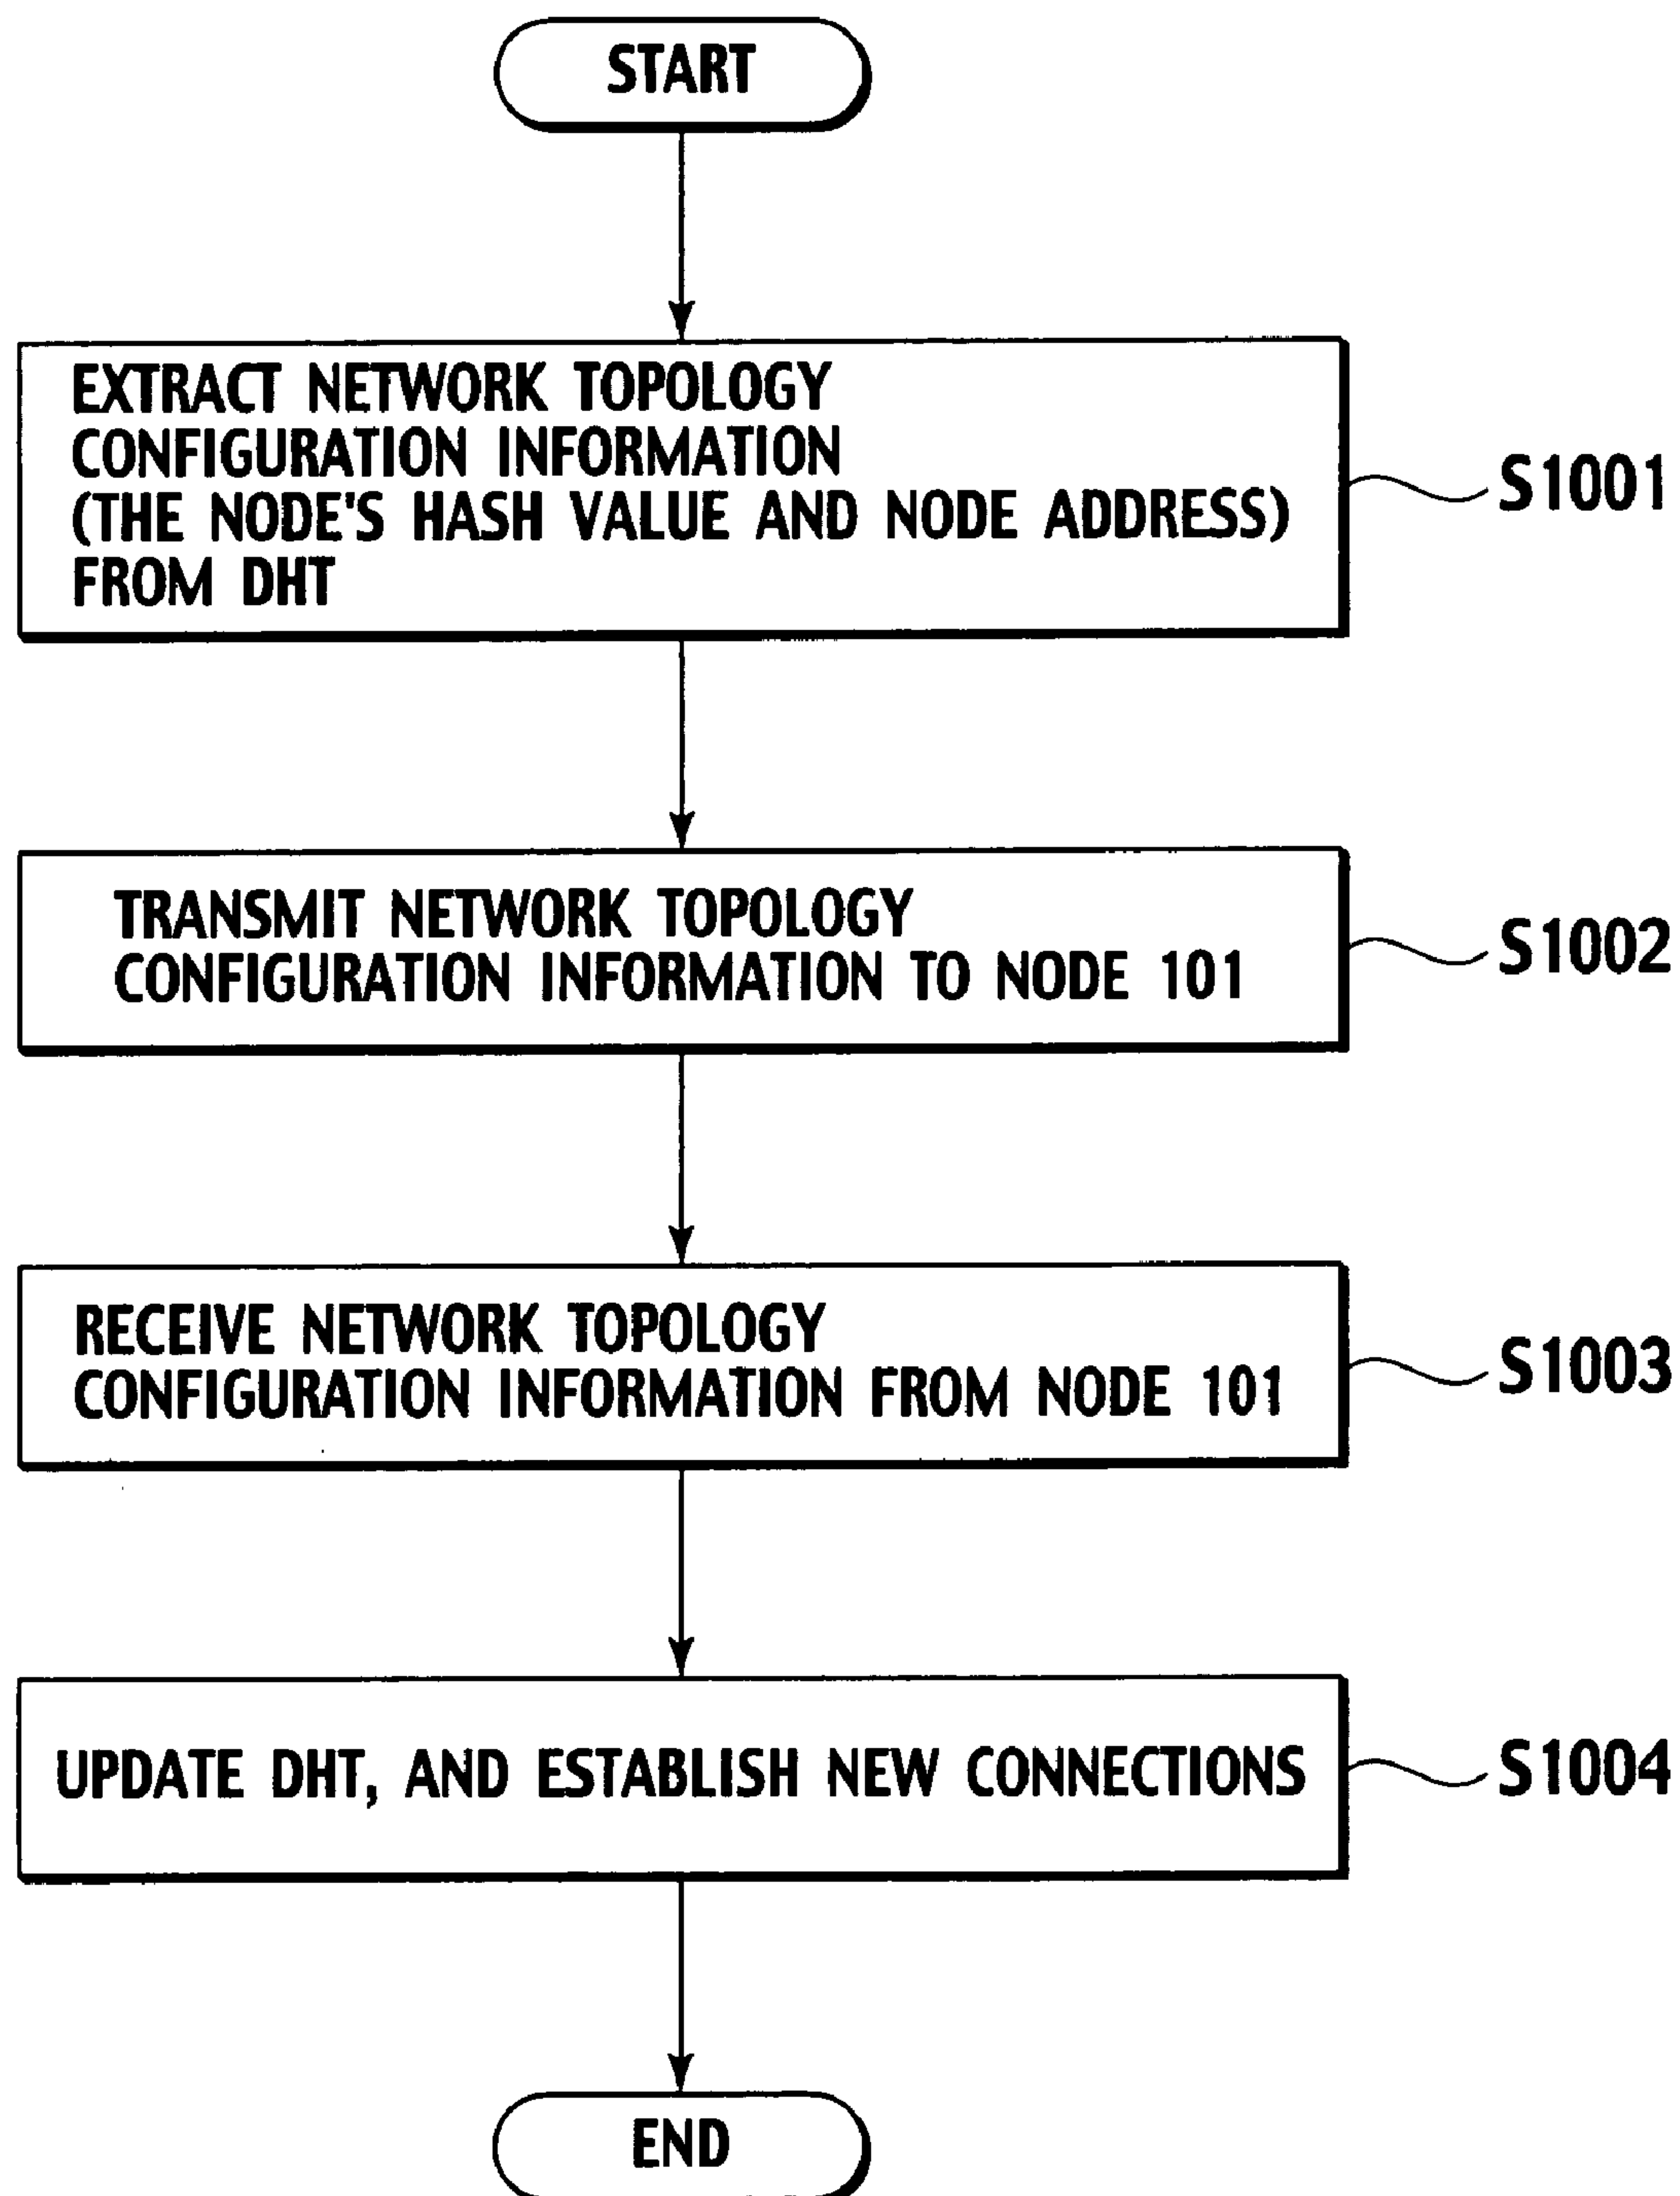 START
EXTRACT NETWORK TOPOLOGY
CONFIGURATION INFORMATION
(THE NODE'S HASH VALUE AND NODE ADDRESS)
FROM DHT
S1001
TRANSMIT NETWORK TOPOLOGY
CONFIGURATION INFORMATION TO NODE 101
S1002
RECEIVE NETWORK TOPOLOGY
CONFIGURATION INFORMATION FROM NODE 101
S1003
UPDATE DHT, AND ESTABLISH NEW CONNECTIONS
S1004
END